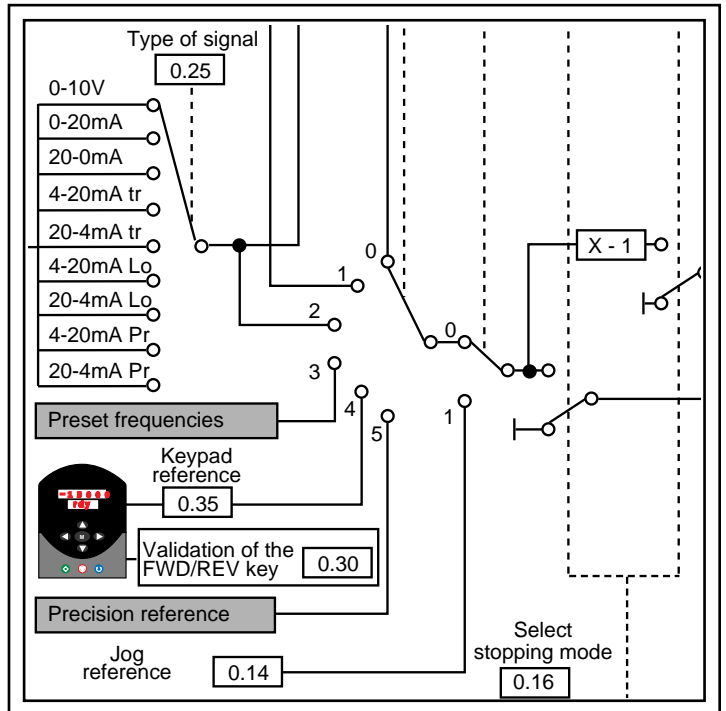 Type of signal
0.25
0-10V
0-20mA
20-0mA
4-20mA tr
20-4mA tr
4-20mA Lo
20-4mA Lo
4-20mA Pr
20-4mA Pr
0
1
2
3
4
5
0
1
X - 1
Preset frequencies
Keypad
reference
0.35
rdy
M
Validation of the
FWD/REV key
0.30
Precision reference
Jog
reference
0.14
Select
stopping mode
0.16